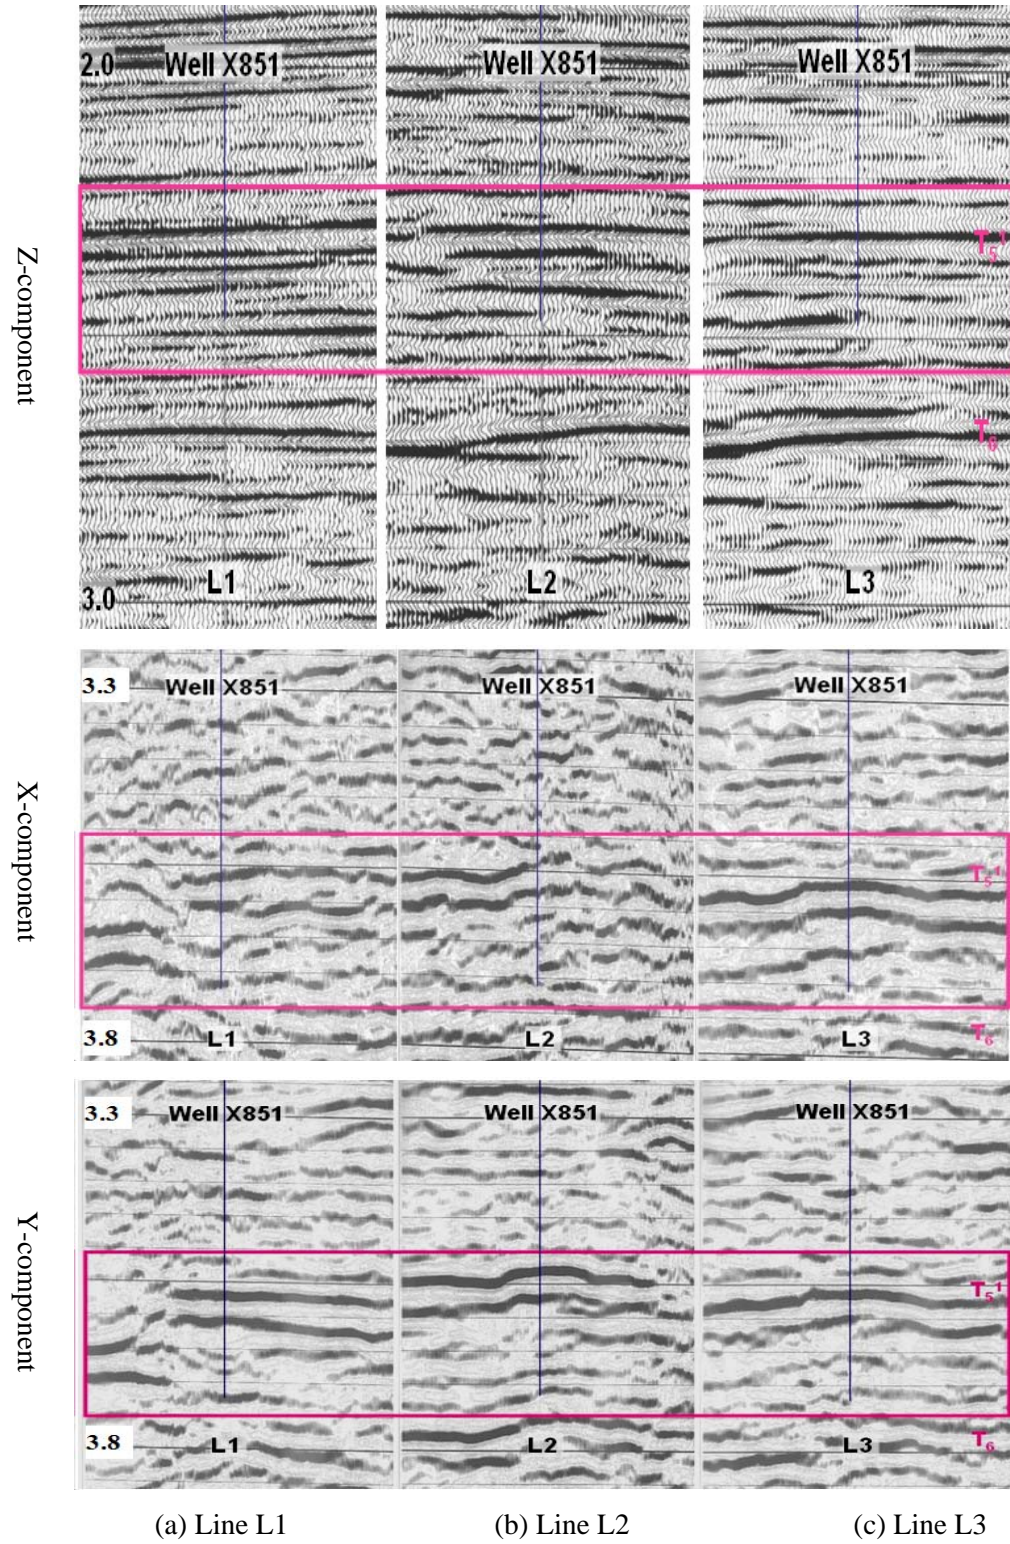 Z-component
2.0 Well X851 Well X851 Well X851
T₅¹
T₆
3.0 L1 L2 L3
X-component
3.3 Well X851 Well X851 Well X851
T₅¹
3.8 L1 L2 L3 T₆
Y-component
3.3 Well X851 Well X851 Well X851
T₅¹
3.8 L1 L2 L3 T₆
(a) Line L1 (b) Line L2 (c) Line L3